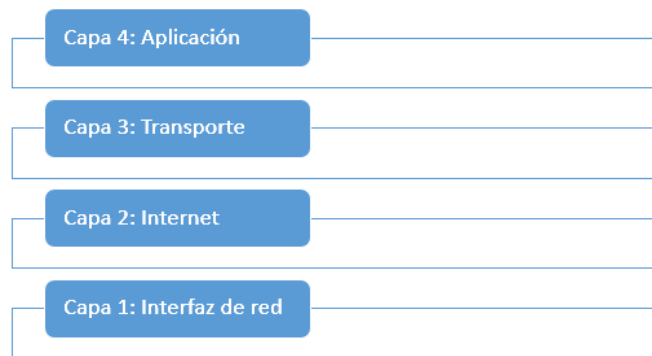 Capa 4: Aplicación
Capa 3: Transporte
Capa 2: Internet
Capa 1: Interfaz de red